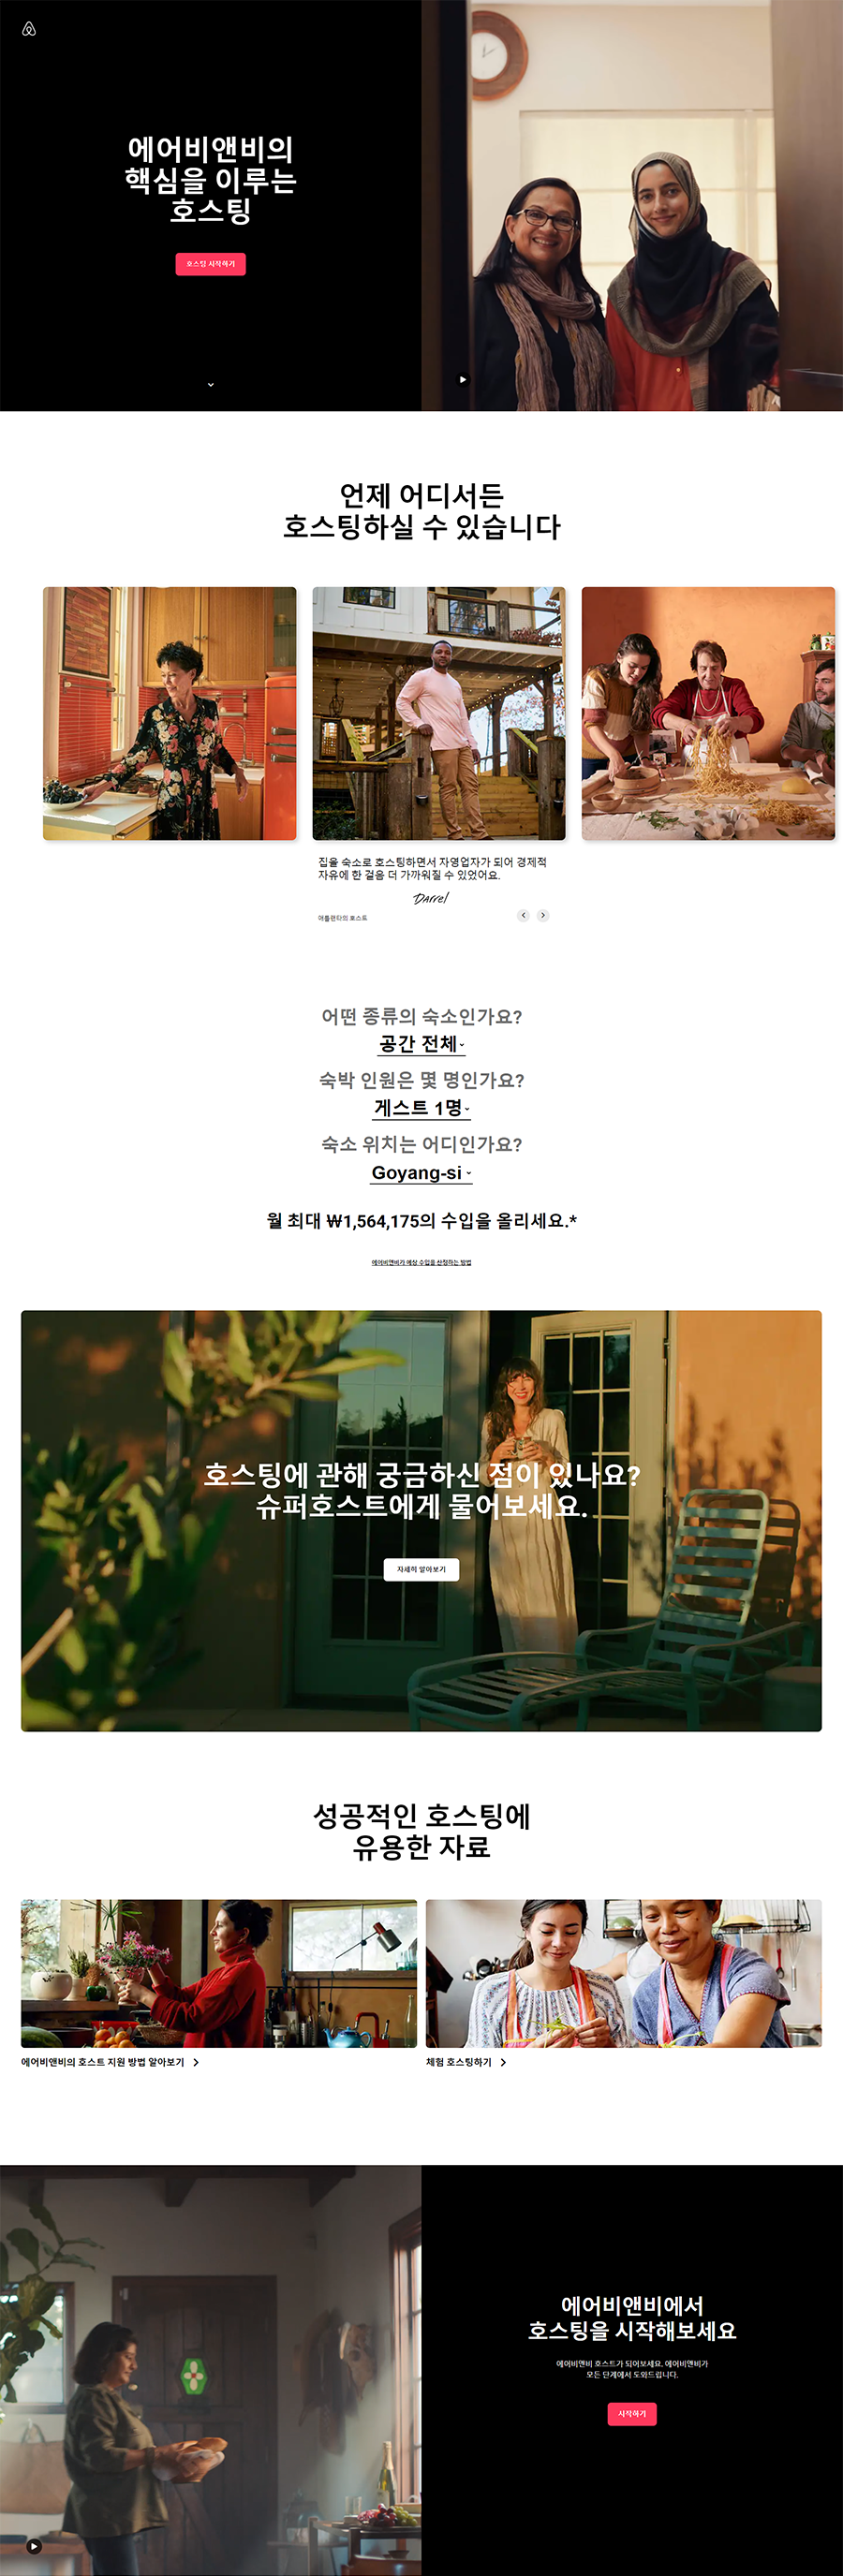 에어비앤비의
핵심을 이루는
호스팅
호스팅 시작하기
언제 어디서든
호스팅하실 수 있습니다
집을 숙소로 호스팅하면서 자영업자가 되어 경제적
자유에 한 걸음 더 가까워질 수 있었어요.
Darrel
애틀랜타의 호스트
어떤 종류의 숙소인가요?
공간 전체
숙박 인원은 몇 명인가요?
게스트 1명
숙소 위치는 어디인가요?
Goyang-si
월 최대 ₩1,564,175의 수입을 올리세요.*
에어비앤비가 예상 수입을 산정하는 방법
호스팅에 관해 궁금하신 점이 있나요?
슈퍼호스트에게 물어보세요.
자세히 알아보기
성공적인 호스팅에
유용한 자료
에어비앤비의 호스트 지원 방법 알아보기
체험 호스팅하기
에어비앤비에서
호스팅을 시작해보세요
에어비앤비 호스트가 되어보세요. 에어비앤비가
모든 단계에서 도와드립니다.
시작하기